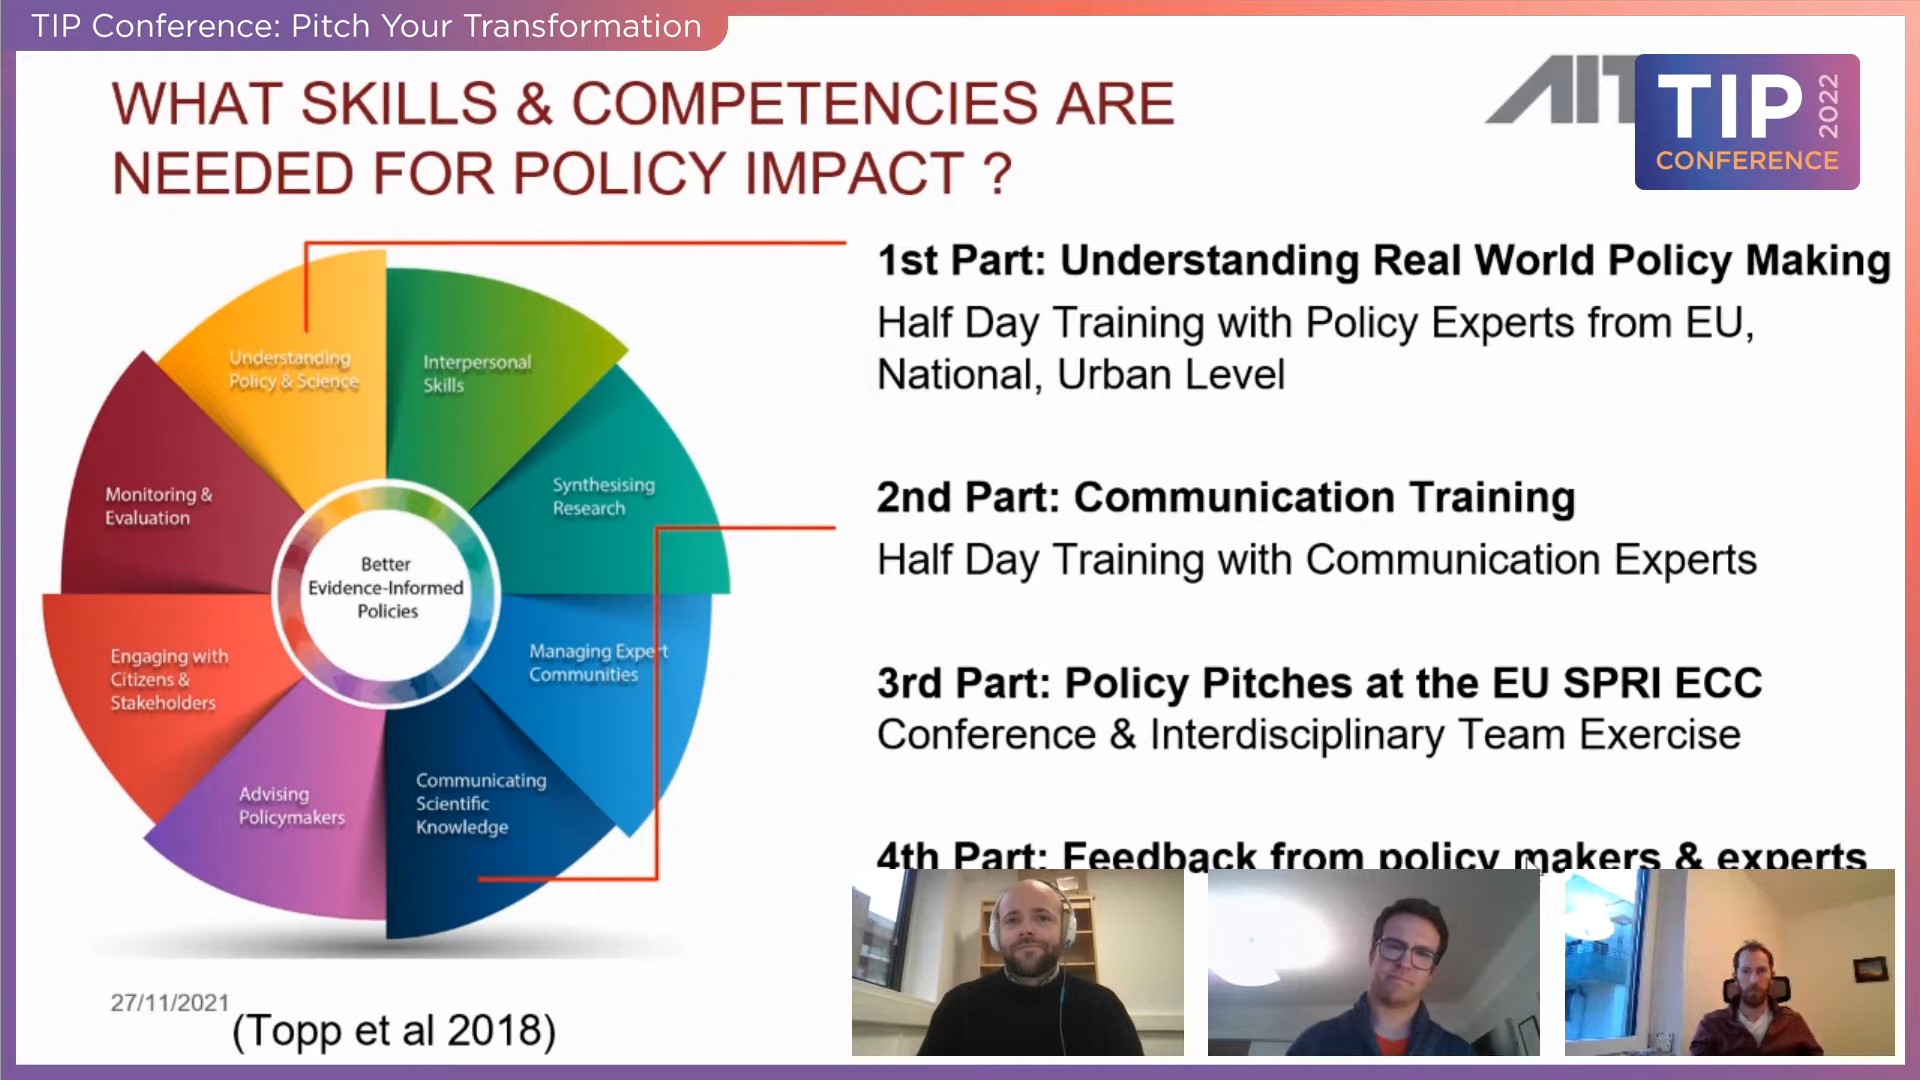 TIP Conference: Pitch Your Transformation
WHAT SKILLS & COMPETENCIES ARE
NEEDED FOR POLICY IMPACT ?
AIT
TIP
2022
CONFERENCE
Understanding
Policy & Science
Interpersonal
Skills
Synthesising
Research
Managing Expert
Communities
Communicating
Scientific
Knowledge
Advising
Policymakers
Engaging with
Citizens &
Stakeholders
Monitoring &
Evaluation
Better
Evidence-Informed
Policies
1st Part: Understanding Real World Policy Making
Half Day Training with Policy Experts from EU,
National, Urban Level
2nd Part: Communication Training
Half Day Training with Communication Experts
3rd Part: Policy Pitches at the EU SPRI ECC
Conference & Interdisciplinary Team Exercise
4th Part: Feedback from policy makers & experts
27/11/2021
(Topp et al 2018)